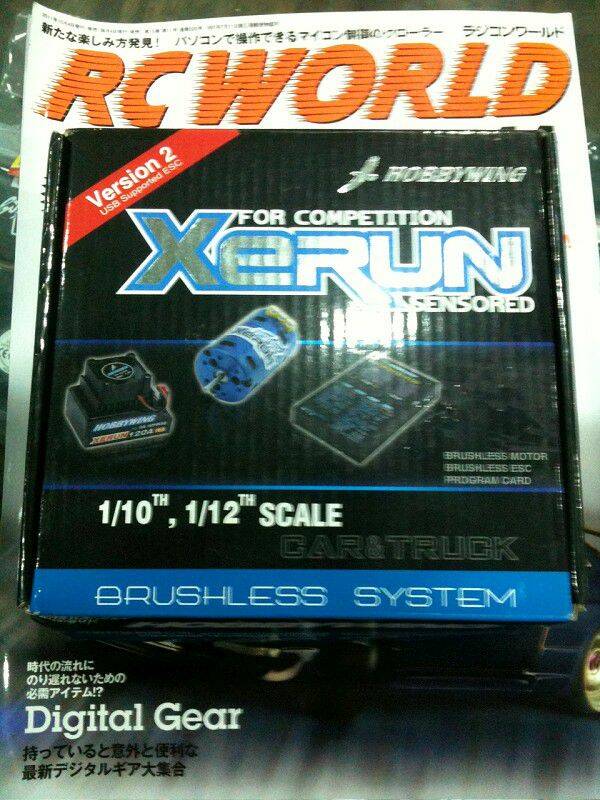 新たな楽しみ方発見! パソコンで操作できるマイコン制御のクローラー ラジコンワールド
RC WORLD
Version 2
USB Supported ESC
HOBBYWING
FOR COMPETITION
XeRUN
SENSORED
HOBBYWING
XERUN 120A
BRUSHLESS MOTOR
BRUSHLESS ESC
PROGRAM CARD
1/10TH, 1/12TH SCALE
CAR&TRUCK
BRUSHLESS SYSTEM
時代の流れに
のり遅れないための
必需アイテム!?
Digital Gear
持っていると意外と便利な
最新デジタルギア大集合